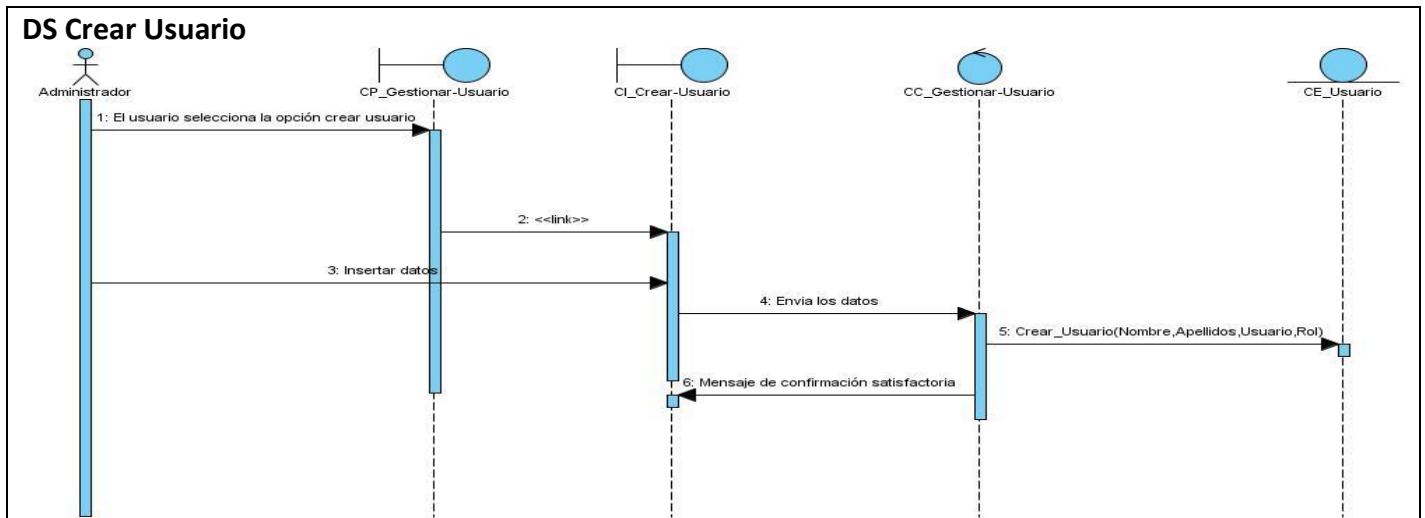 DS Crear Usuario
Administrador
CP_Gestionar-Usuario
CI_Crear-Usuario
CC_Gestionar-Usuario
CE_Usuario
1: El usuario selecciona la opción crear usuario
2: <<link>>
3: Insertar datos
4: Envia los datos
5: Crear_Usuario(Nombre,Apellidos,Usuario,Rol)
6: Mensaje de confirmación satisfactoria